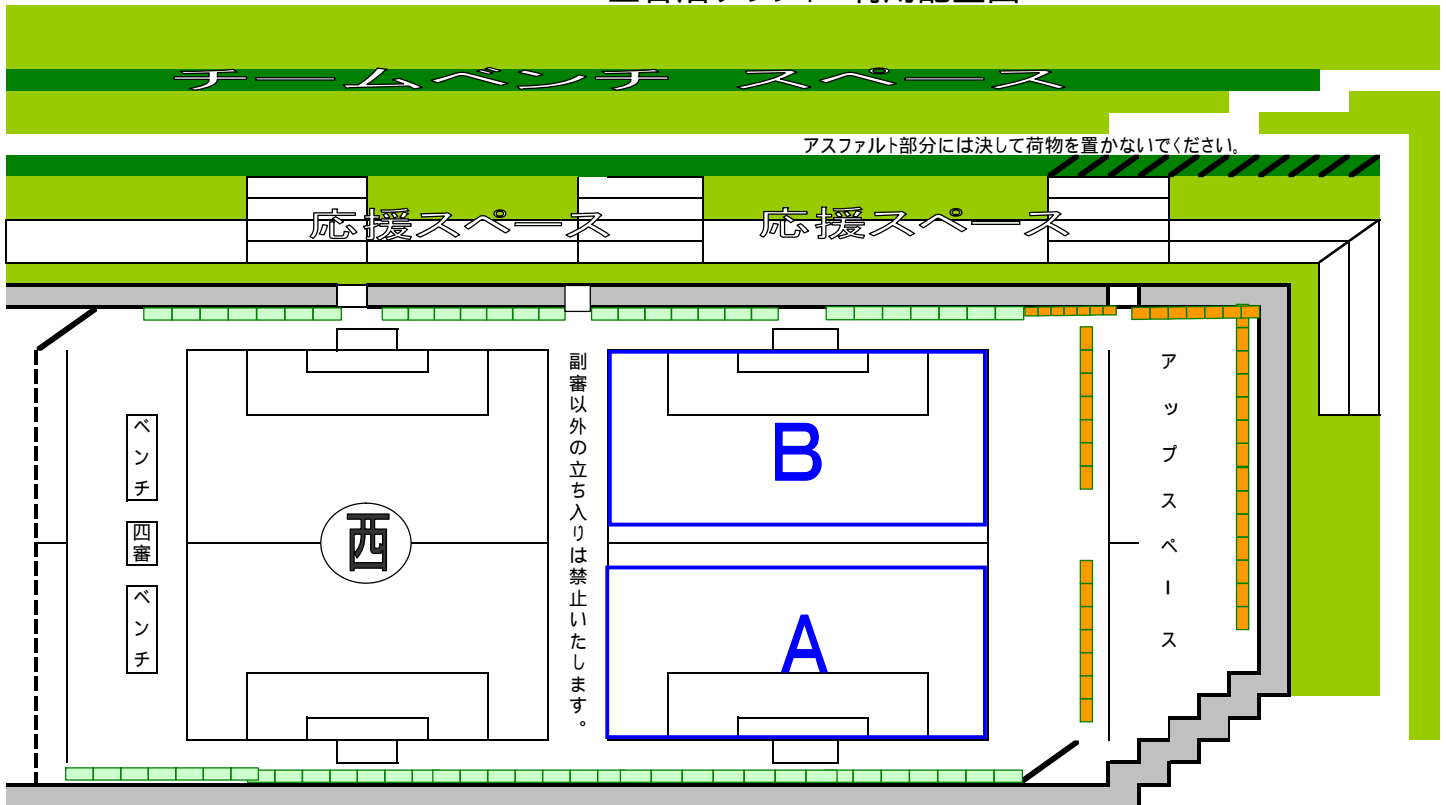 チームベンチ スペース
アスファルト部分には決して荷物を置かないでください。
応援スペース 応援スペース
ベンチ
四審
ベンチ
西
副審以外の立ち入りは禁止いたします。
B
A
アップスペース